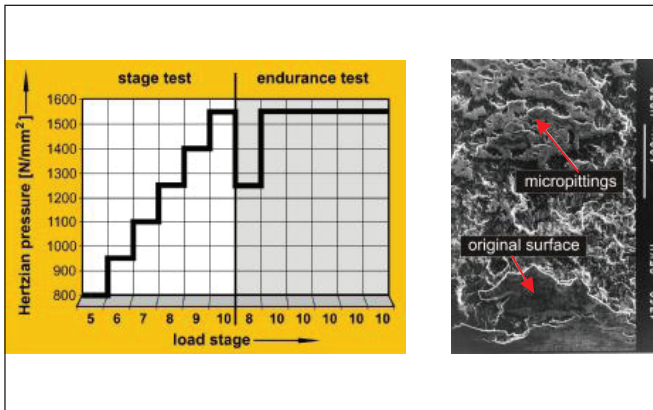 stage test endurance test
Hertzian pressure [N/mm²]
1600
1500
1400
1300
1200
1100
1000
900
800
5 6 7 8 9 10 8 10 10 10 10 10
load stage
micropittings
original surface